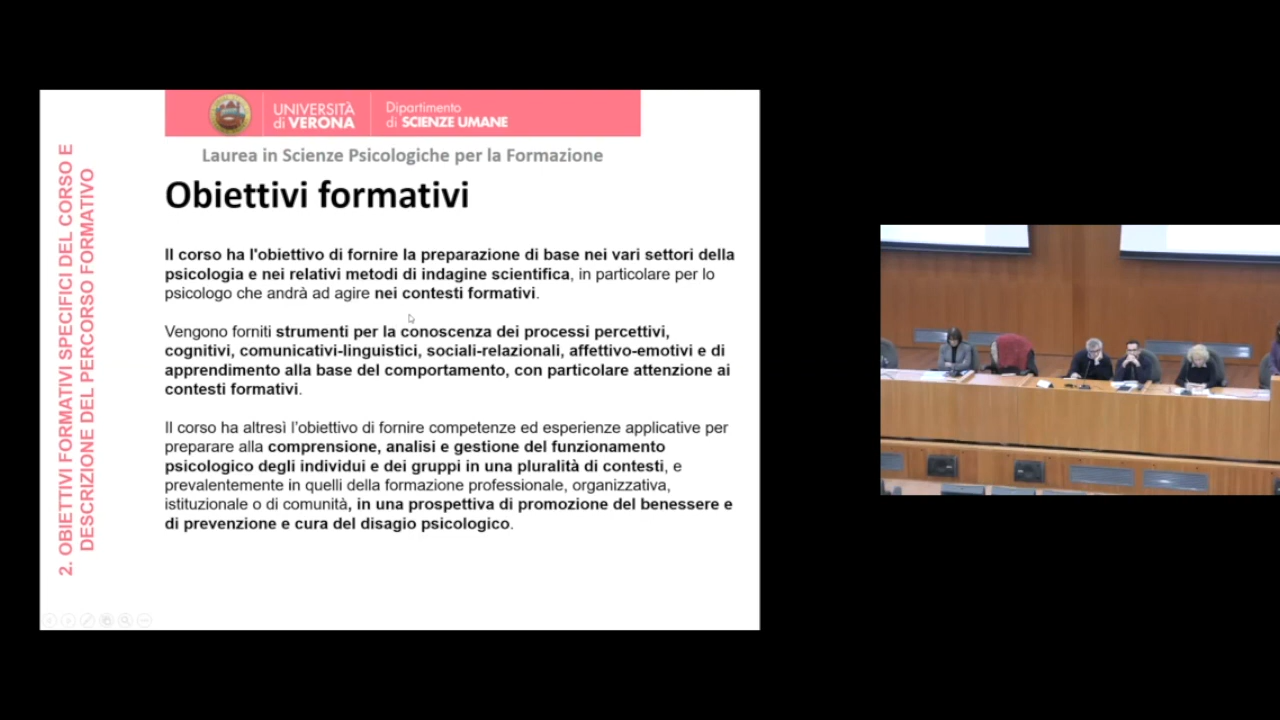 UNIVERSITÀ
di VERONA
Dipartimento
di SCIENZE UMANE
Laurea in Scienze Psicologiche per la Formazione
Obiettivi formativi
2. OBIETTIVI FORMATIVI SPECIFICI DEL CORSO E
DESCRIZIONE DEL PERCORSO FORMATIVO
Il corso ha l'obiettivo di fornire la preparazione di base nei vari settori della
psicologia e nei relativi metodi di indagine scientifica, in particolare per lo
psicologo che andrà ad agire nei contesti formativi.
Vengono forniti strumenti per la conoscenza dei processi percettivi,
cognitivi, comunicativi-linguistici, sociali-relazionali, affettivo-emotivi e di
apprendimento alla base del comportamento, con particolare attenzione ai
contesti formativi.
Il corso ha altresì l’obiettivo di fornire competenze ed esperienze applicative per
preparare alla comprensione, analisi e gestione del funzionamento
psicologico degli individui e dei gruppi in una pluralità di contesti, e
prevalentemente in quelli della formazione professionale, organizzativa,
istituzionale o di comunità, in una prospettiva di promozione del benessere e
di prevenzione e cura del disagio psicologico.